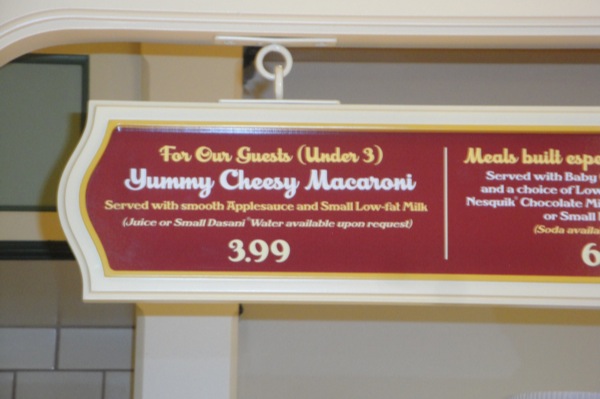 For Our Guests (Under 3)
Yummy Cheesy Macaroni
Served with smooth Applesauce and Small Low-fat Milk
(Juice or Small Dasani® Water available upon request)
3.99
Meals built
Served with Baby
and a choice of Low
Nesquik® Chocolate
or Small
(Soda
6